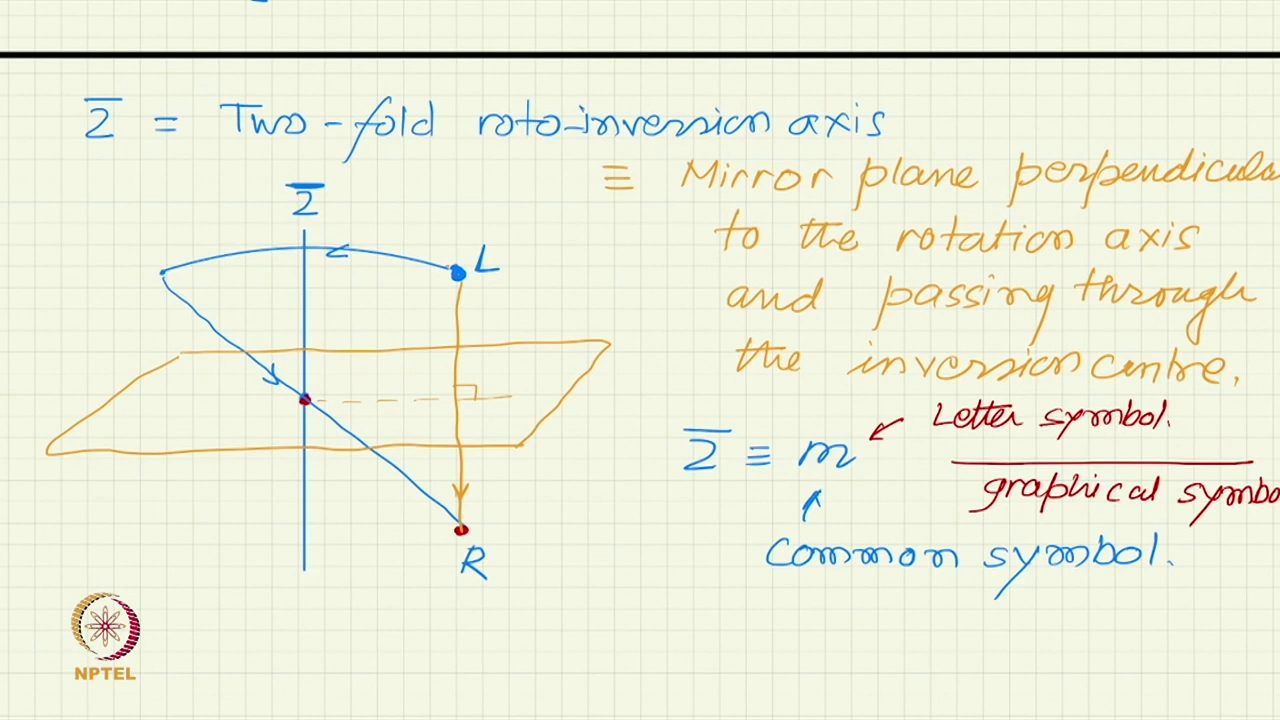 2̅ = Two-fold roto-inversion axis
≡ Mirror plane perpendicula
to the rotation axis
and passing through
the inversion centre.
2̅
L
R
2̅ ≡ m
Letter symbol.
graphical symbo
Common symbol.
NPTEL